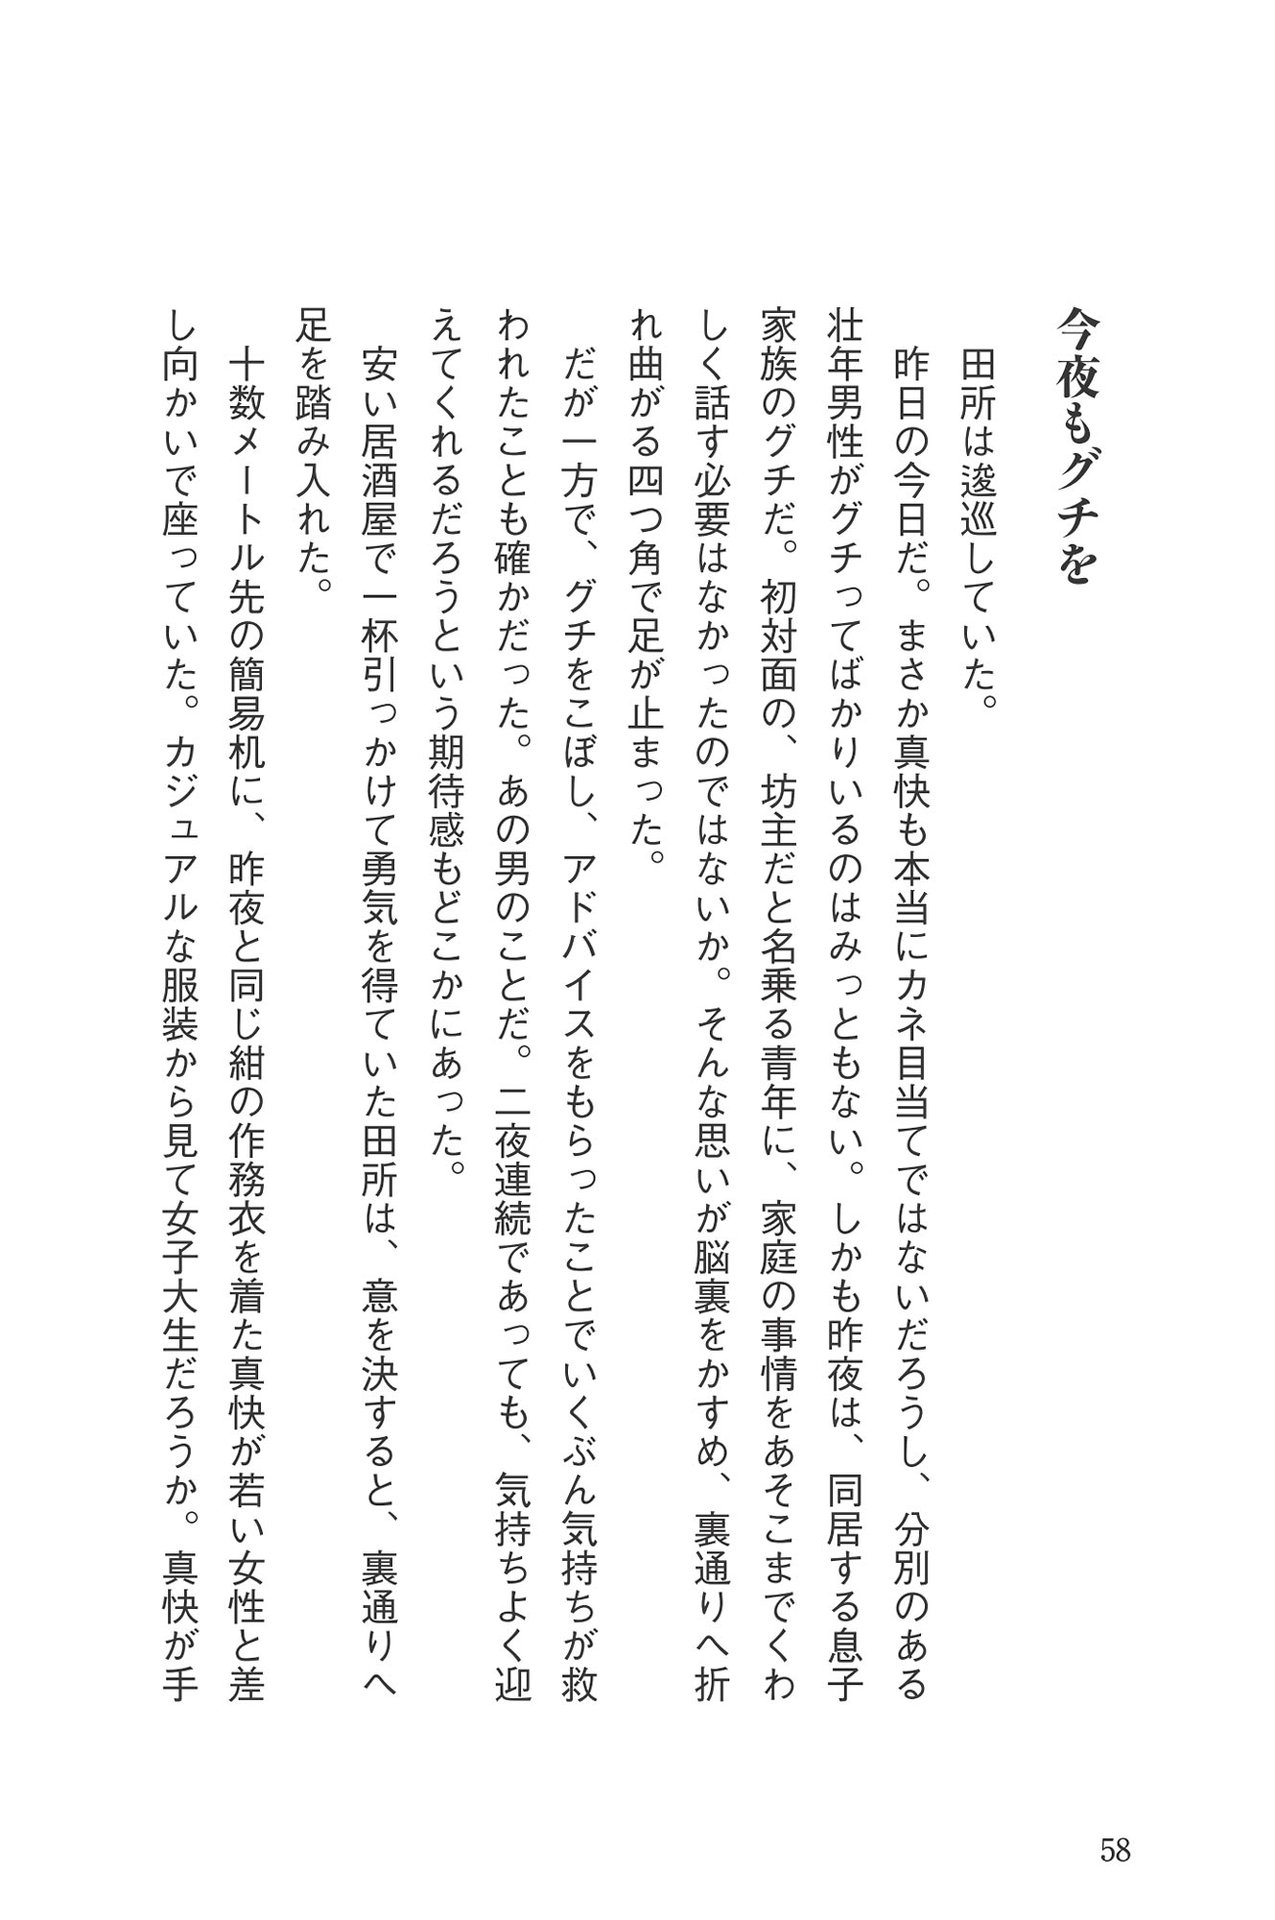 今夜もグチを
田所は逡巡していた。
昨日の今日だ。まさか真快も本当にカネ目当てではないだろうし、分別のある
壮年男性がグチってばかりいるのはみっともない。しかも昨夜は、同居する息子
家族のグチだ。初対面の、坊主だと名乗る青年に、家庭の事情をあそこまでくわ
しく話す必要はなかったのではないか。そんな思いが脳裏をかすめ、裏通りへ折
れ曲がる四つ角で足が止まった。
だが一方で、グチをこぼし、アドバイスをもらったことでいくぶん気持ちが救
われたことも確かだった。あの男のことだ。二夜連続であっても、気持ちよく迎
えてくれるだろうという期待感もどこかにあった。
安い居酒屋で一杯引っかけて勇気を得ていた田所は、意を決すると、裏通りへ
足を踏み入れた。
十数メートル先の簡易机に、昨夜と同じ紺の作務衣を着た真快が若い女性と差
し向かいで座っていた。カジュアルな服装から見て女子大生だろうか。真快が手
58